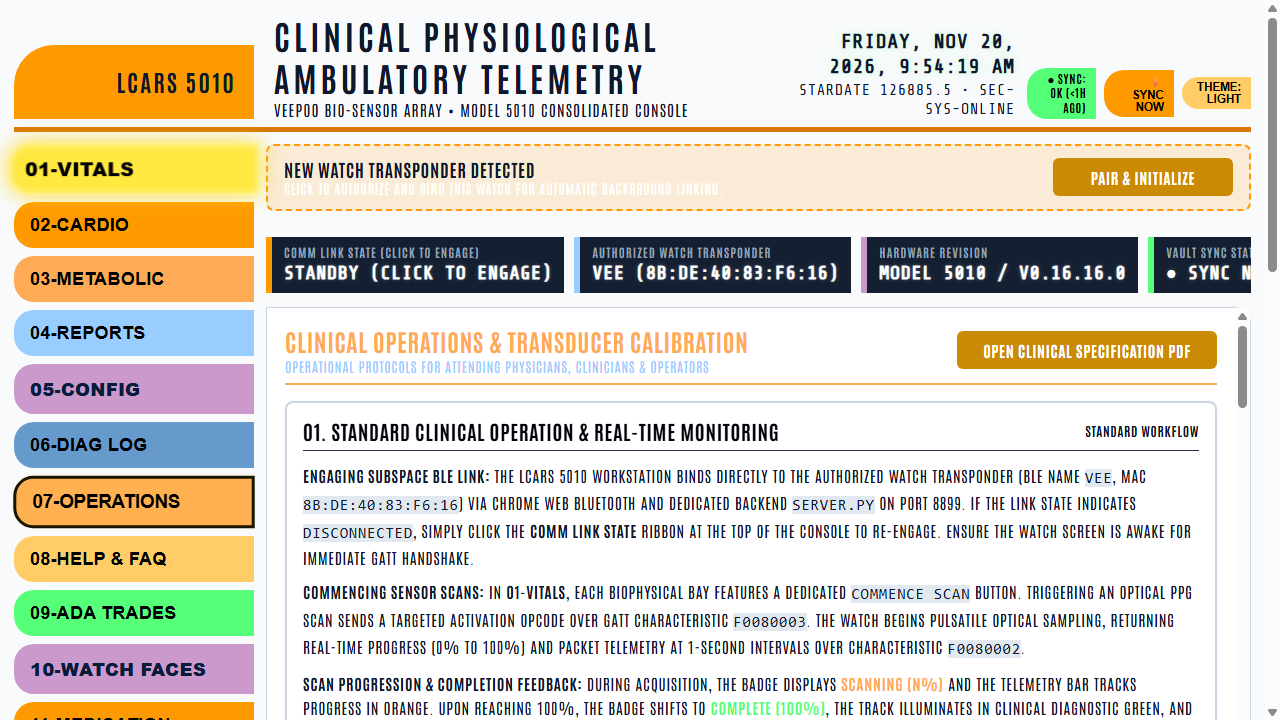 LCARS 5010
CLINICAL PHYSIOLOGICAL
AMBULATORY TELEMETRY
VEEPOO BIO-SENSOR ARRAY • MODEL 5010 CONSOLIDATED CONSOLE
FRIDAY, NOV 20,
2026, 9:54:19 AM
STARDATE 126885.5 · SEC-
SYS-ONLINE
● SYNC:
OK (<1H
AGO)
SYNC
NOW
THEME:
LIGHT
01-VITALS
02-CARDIO
03-METABOLIC
04-REPORTS
05-CONFIG
06-DIAG LOG
07-OPERATIONS
08-HELP & FAQ
09-ADA TRADES
10-WATCH FACES
11-MEDICATION
NEW WATCH TRANSPONDER DETECTED
CLICK TO AUTHORIZE AND BIND THIS WATCH FOR AUTOMATIC BACKGROUND LINKING.
PAIR & INITIALIZE
COMM LINK STATE (CLICK TO ENGAGE)
STANDBY (CLICK TO ENGAGE)
AUTHORIZED WATCH TRANSPONDER
VEE (8B:DE:40:83:F6:16)
HARDWARE REVISION
MODEL 5010 / V0.16.16.0
VAULT SYNC STAT
● SYNC N
CLINICAL OPERATIONS & TRANSDUCER CALIBRATION
OPERATIONAL PROTOCOLS FOR ATTENDING PHYSICIANS, CLINICIANS & OPERATORS
OPEN CLINICAL SPECIFICATION PDF
01. STANDARD CLINICAL OPERATION & REAL-TIME MONITORING
STANDARD WORKFLOW
ENGAGING SUBSPACE BLE LINK: THE LCARS 5010 WORKSTATION BINDS DIRECTLY TO THE AUTHORIZED WATCH TRANSPONDER (BLE NAME VEE, MAC
8B:DE:40:83:F6:16) VIA CHROME WEB BLUETOOTH AND DEDICATED BACKEND SERVER.PY ON PORT 8899. IF THE LINK STATE INDICATES
DISCONNECTED, SIMPLY CLICK THE COMM LINK STATE RIBBON AT THE TOP OF THE CONSOLE TO RE-ENGAGE. ENSURE THE WATCH SCREEN IS AWAKE FOR
IMMEDIATE GATT HANDSHAKE.
COMMENCING SENSOR SCANS: IN 01-VITALS, EACH BIOPHYSICAL BAY FEATURES A DEDICATED COMMENCE SCAN BUTTON. TRIGGERING AN OPTICAL PPG
SCAN SENDS A TARGETED ACTIVATION OPCODE OVER GATT CHARACTERISTIC F0080003. THE WATCH BEGINS PULSATILE OPTICAL SAMPLING, RETURNING
REAL-TIME PROGRESS (0% TO 100%) AND PACKET TELEMETRY AT 1-SECOND INTERVALS OVER CHARACTERISTIC F0080002.
SCAN PROGRESSION & COMPLETION FEEDBACK: DURING ACQUISITION, THE BADGE DISPLAYS SCANNING (N%) AND THE TELEMETRY BAR TRACKS
PROGRESS IN ORANGE. UPON REACHING 100%, THE BADGE SHIFTS TO COMPLETE (100%), THE TRACK ILLUMINATES IN CLINICAL DIAGNOSTIC GREEN, AND